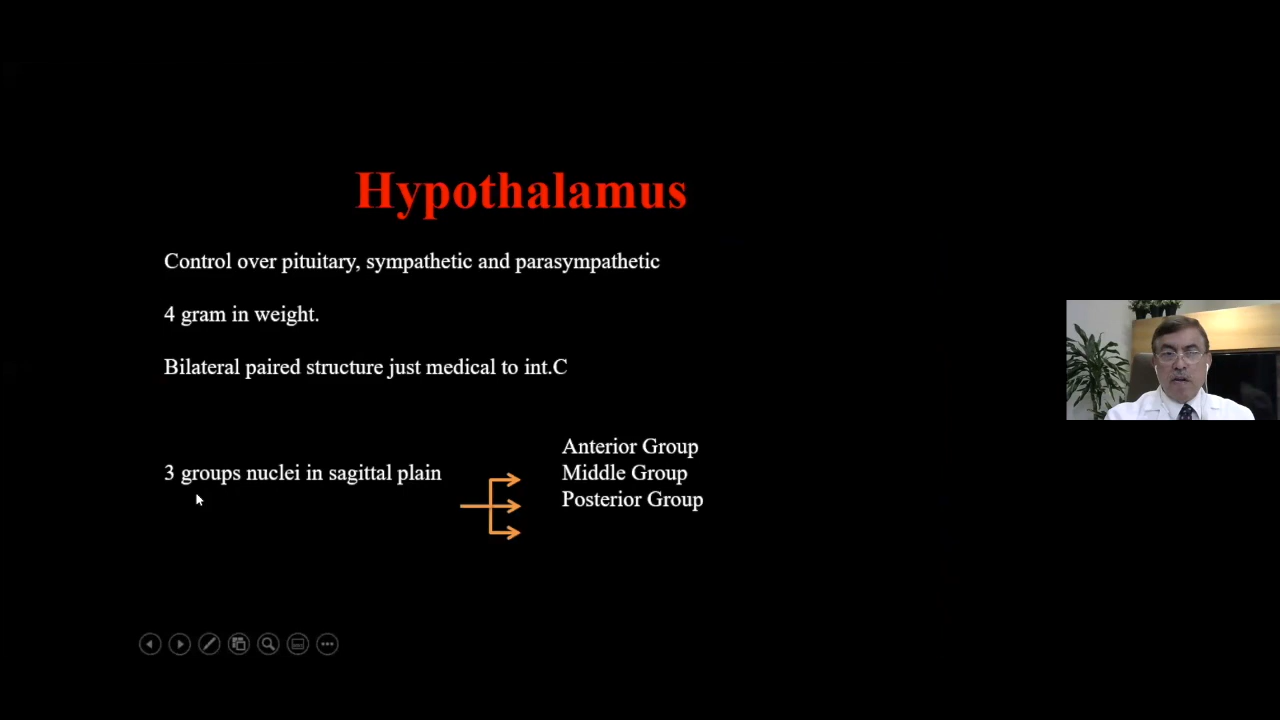 Hypothalamus
Control over pituitary, sympathetic and parasympathetic
4 gram in weight.
Bilateral paired structure just medical to int.C
3 groups nuclei in sagittal plain
Anterior Group
Middle Group
Posterior Group